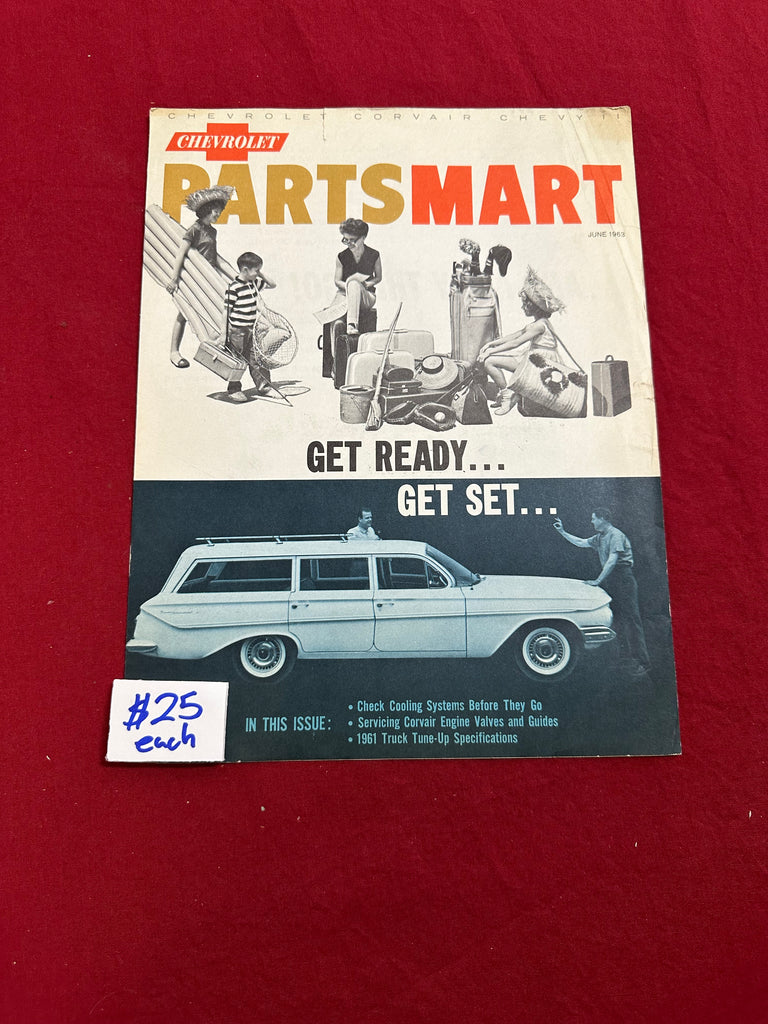 CHEVROLET CORVAIR CHEVY II
CHEVROLET
PARTSMART
JUNE 1963
GET READY...
GET SET...
IN THIS ISSUE:
• Check Cooling Systems Before They Go
• Servicing Corvair Engine Valves and Guides
• 1961 Truck Tune-Up Specifications
$25
each